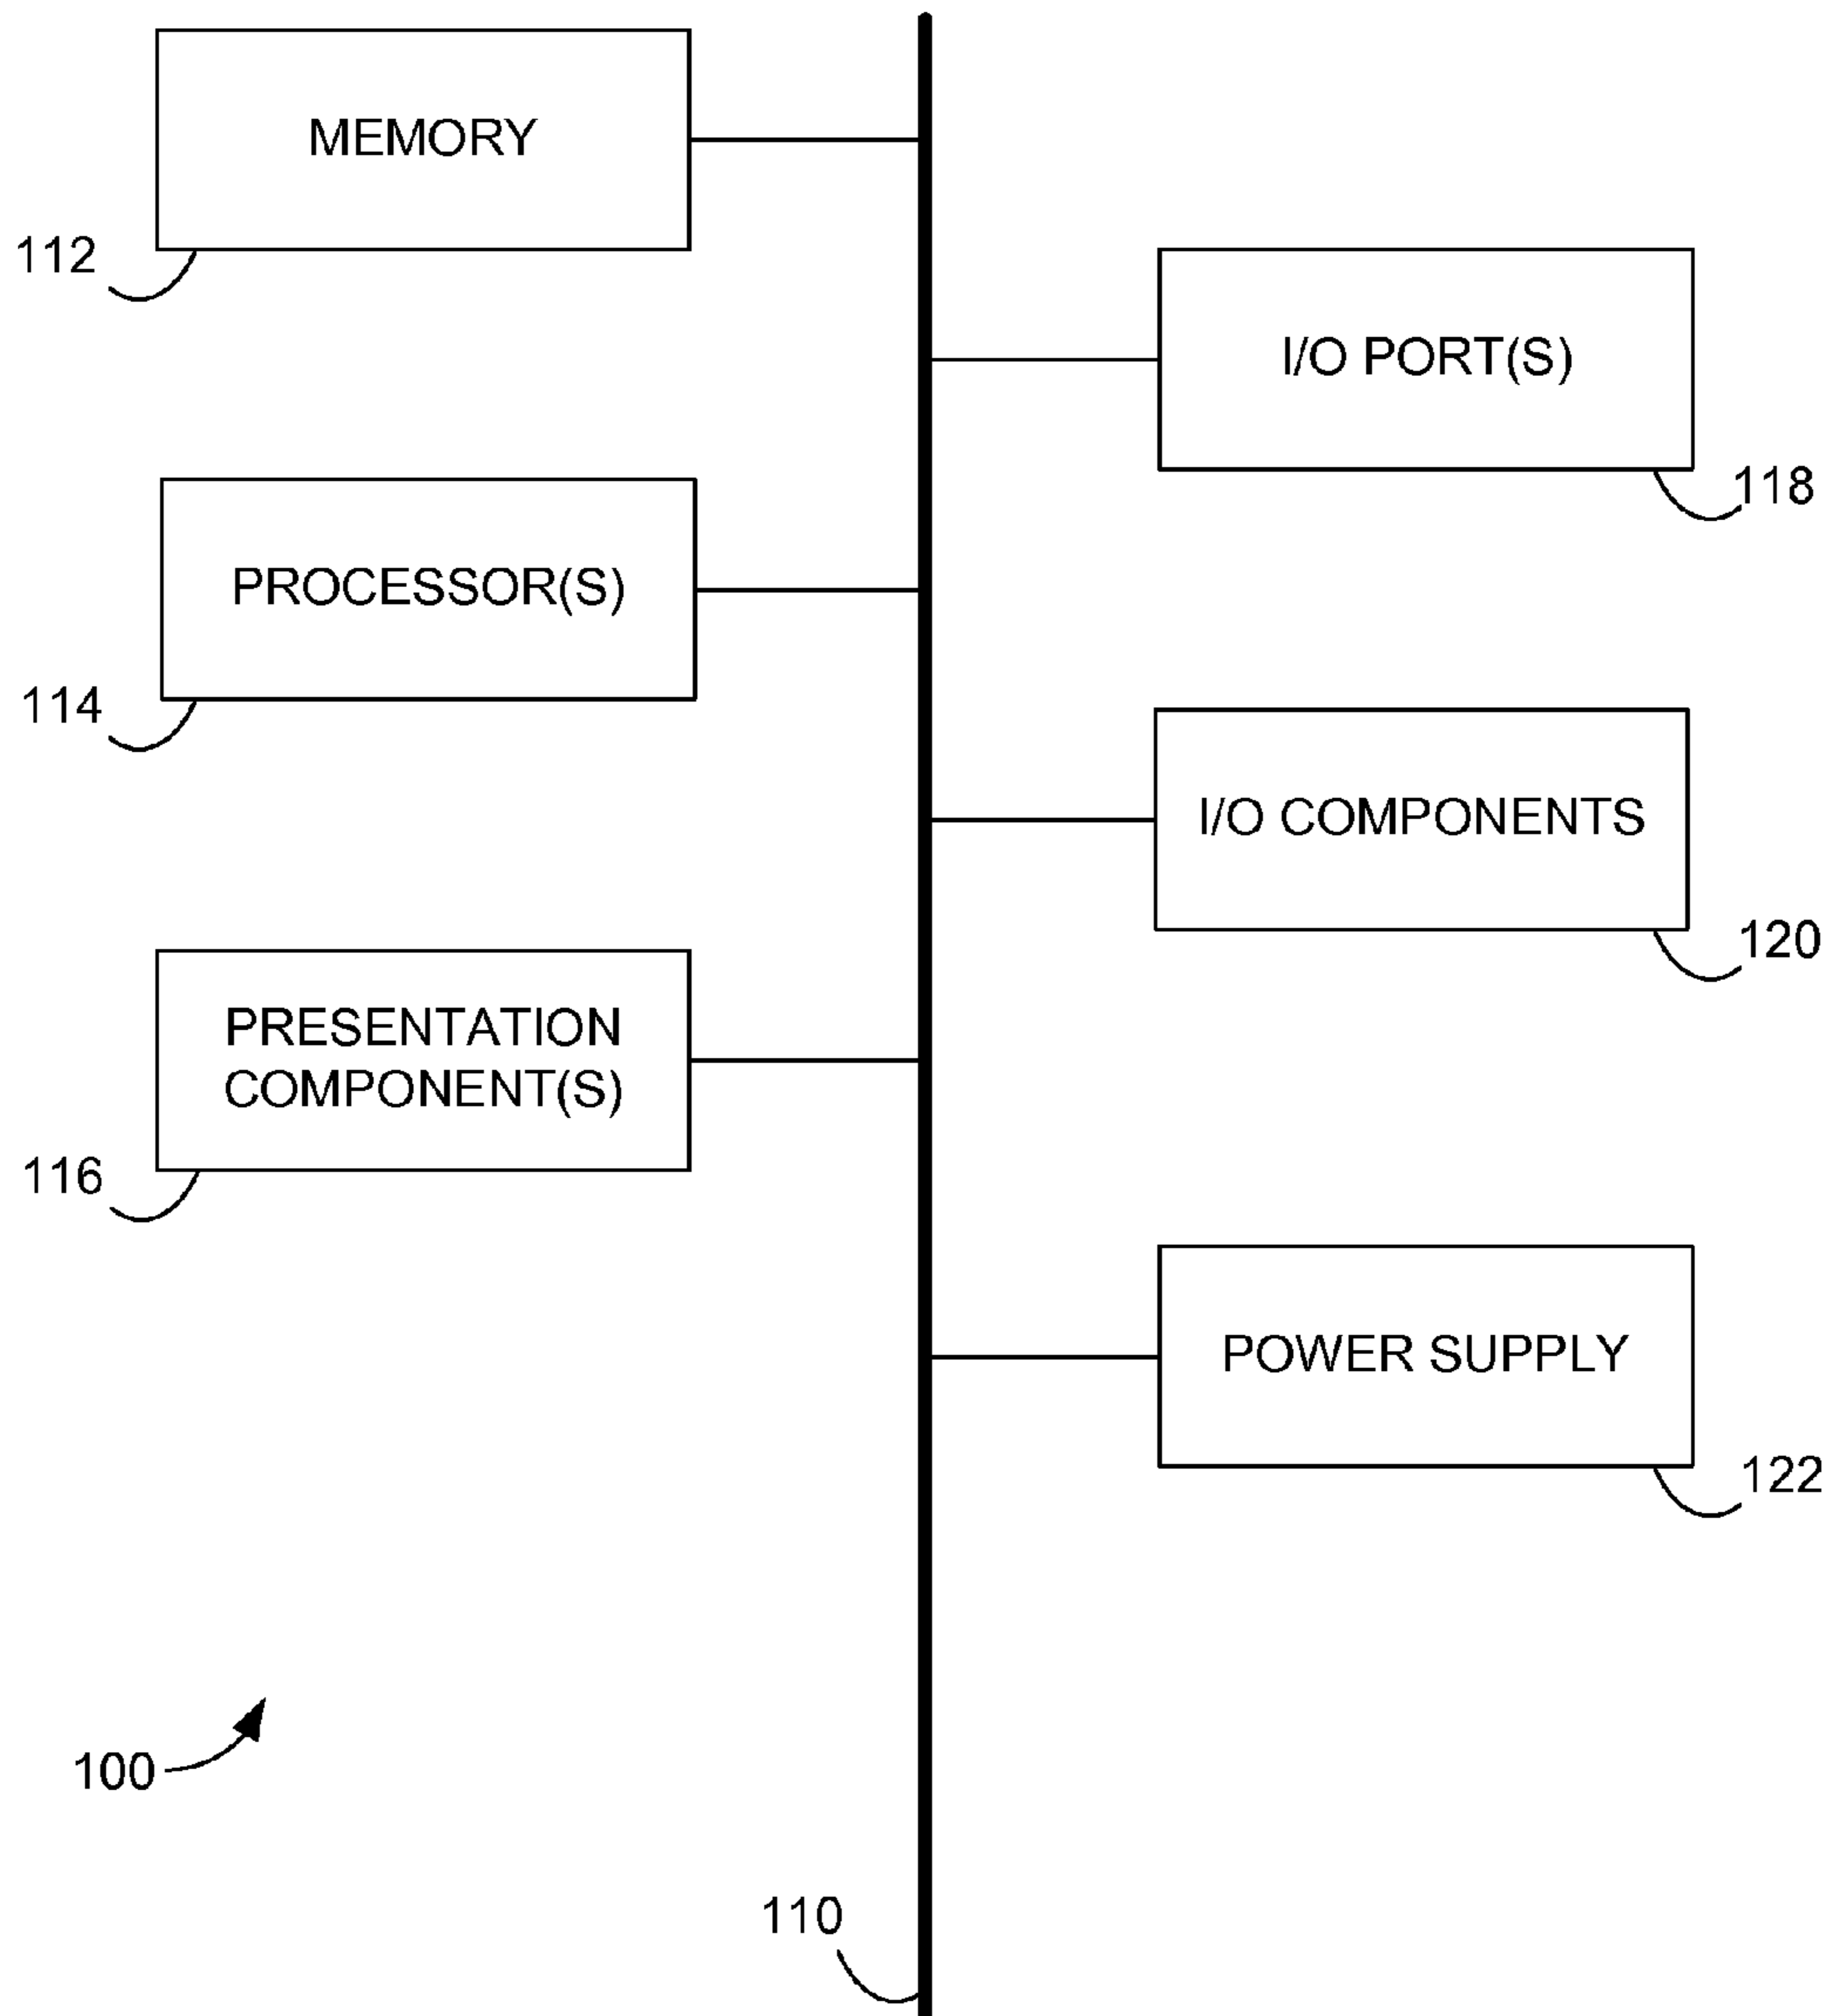 MEMORY
112
I/O PORT(S)
118
PROCESSOR(S)
114
I/O COMPONENTS
120
PRESENTATION
COMPONENT(S)
116
POWER SUPPLY
122
100
110